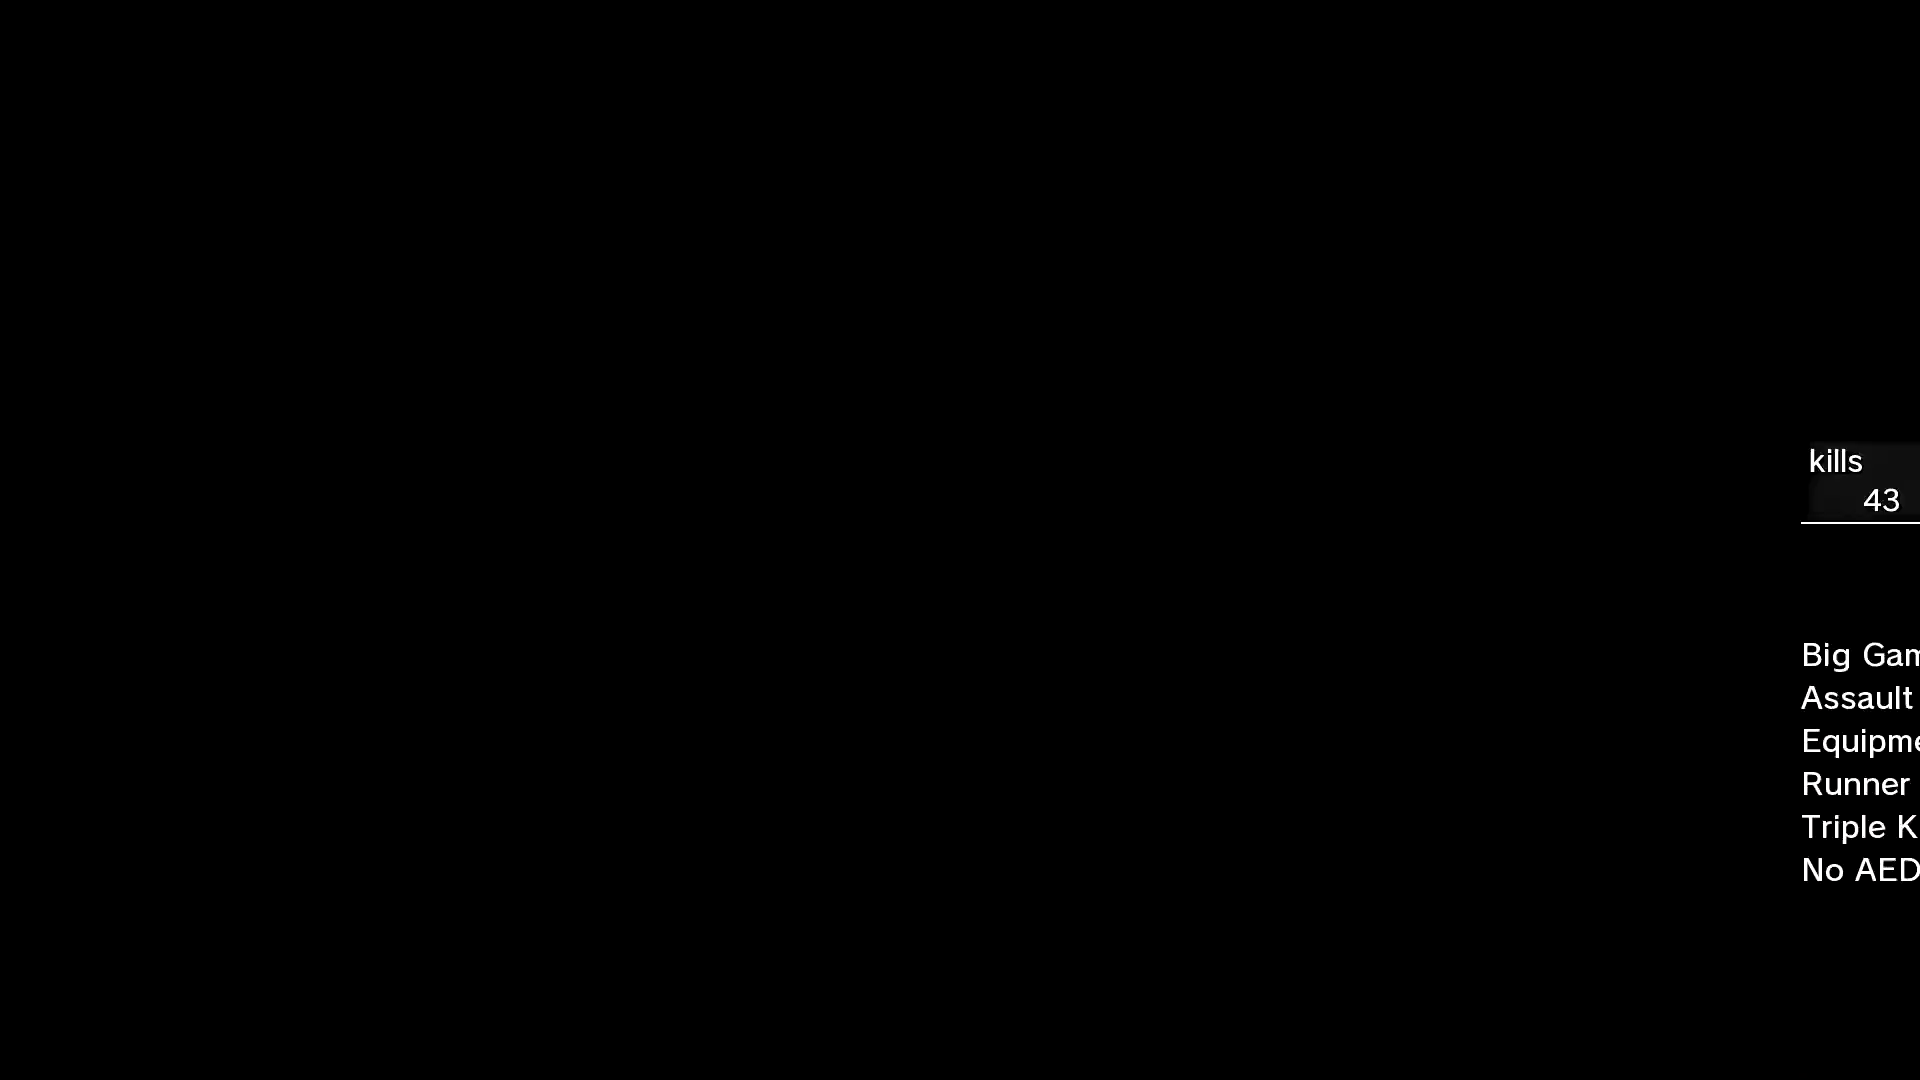 kills
43
Big Gam
Assault
Equipme
Runner
Triple K
No AED